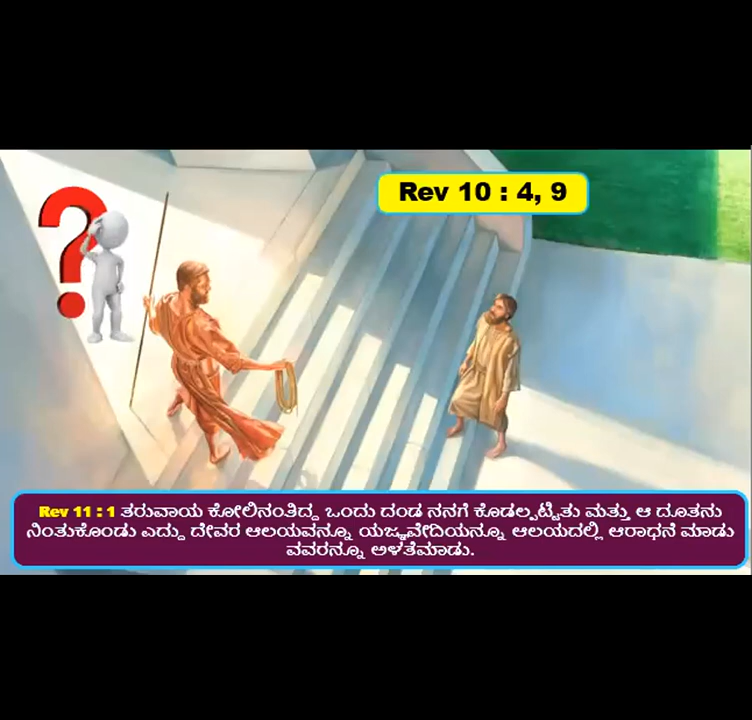 ?
Rev 10 : 4, 9
Rev 11 : 1 ತರುವಾಯ ಕೋಲಿನಂತಿದ್ದ ಒಂದು ದಂಡ ನನಗೆ ಕೊಡಲ್ಪಟ್ಟಿತು ಮತ್ತು ಆ ದೂತನು
ನಿಂತುಕೊಂಡು ಎದ್ದು ದೇವರ ಆಲಯವನ್ನೂ ಯಜ್ಞವೇದಿಯನ್ನೂ ಆಲಯದಲ್ಲಿ ಆರಾಧನೆ ಮಾಡು
ವವರನ್ನೂ ಅಳತೆಮಾಡು.